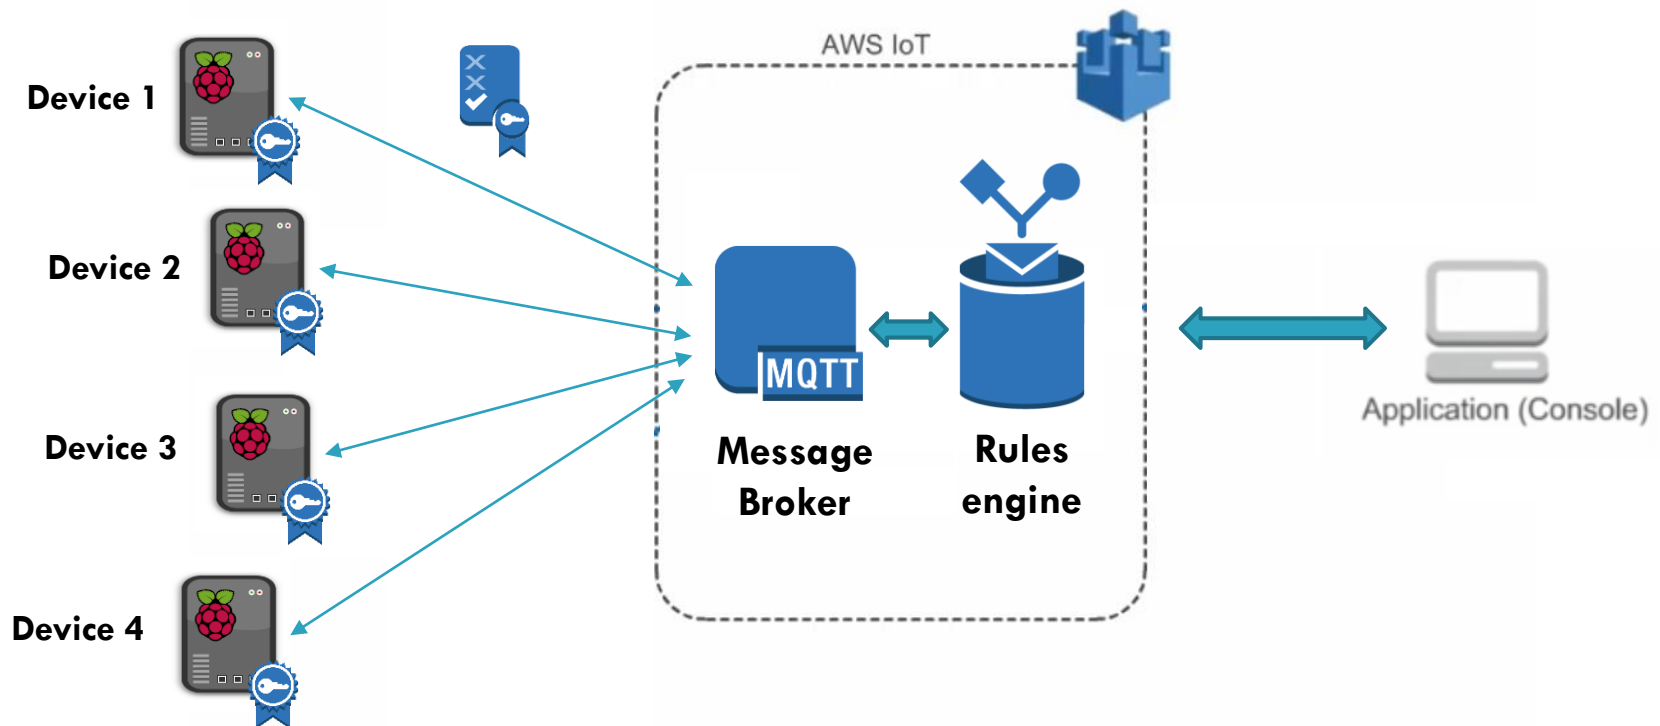 AWS IoT
Device 1
Device 2
Device 3
Device 4
MQTT
Message
Broker
Rules
engine
Application (Console)